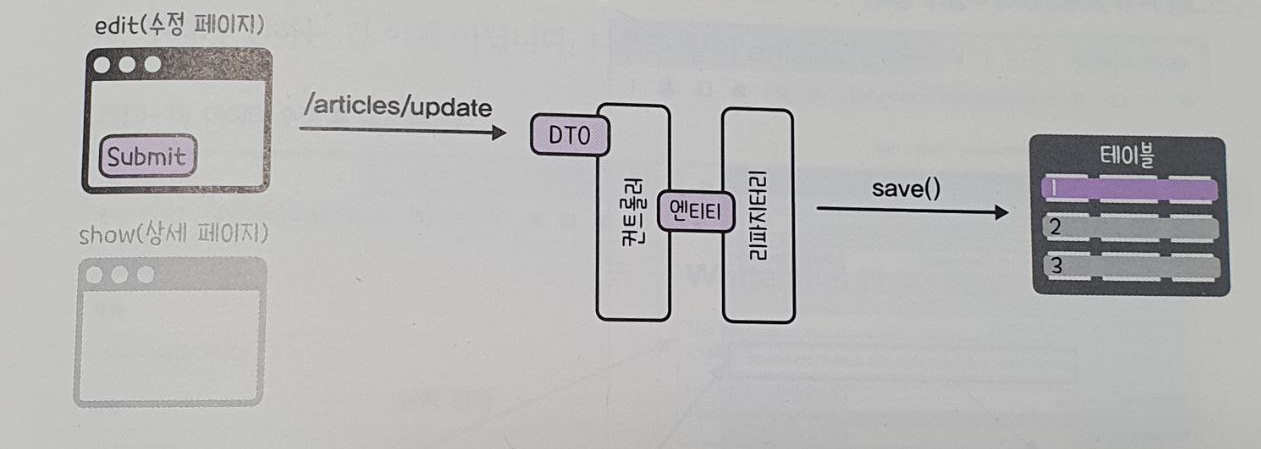 edit(수정 페이지)
Submit
/articles/update
show(상세 페이지)
DTO
컨트롤러
엔티티
리파지터리
save()
테이블
1
2
3